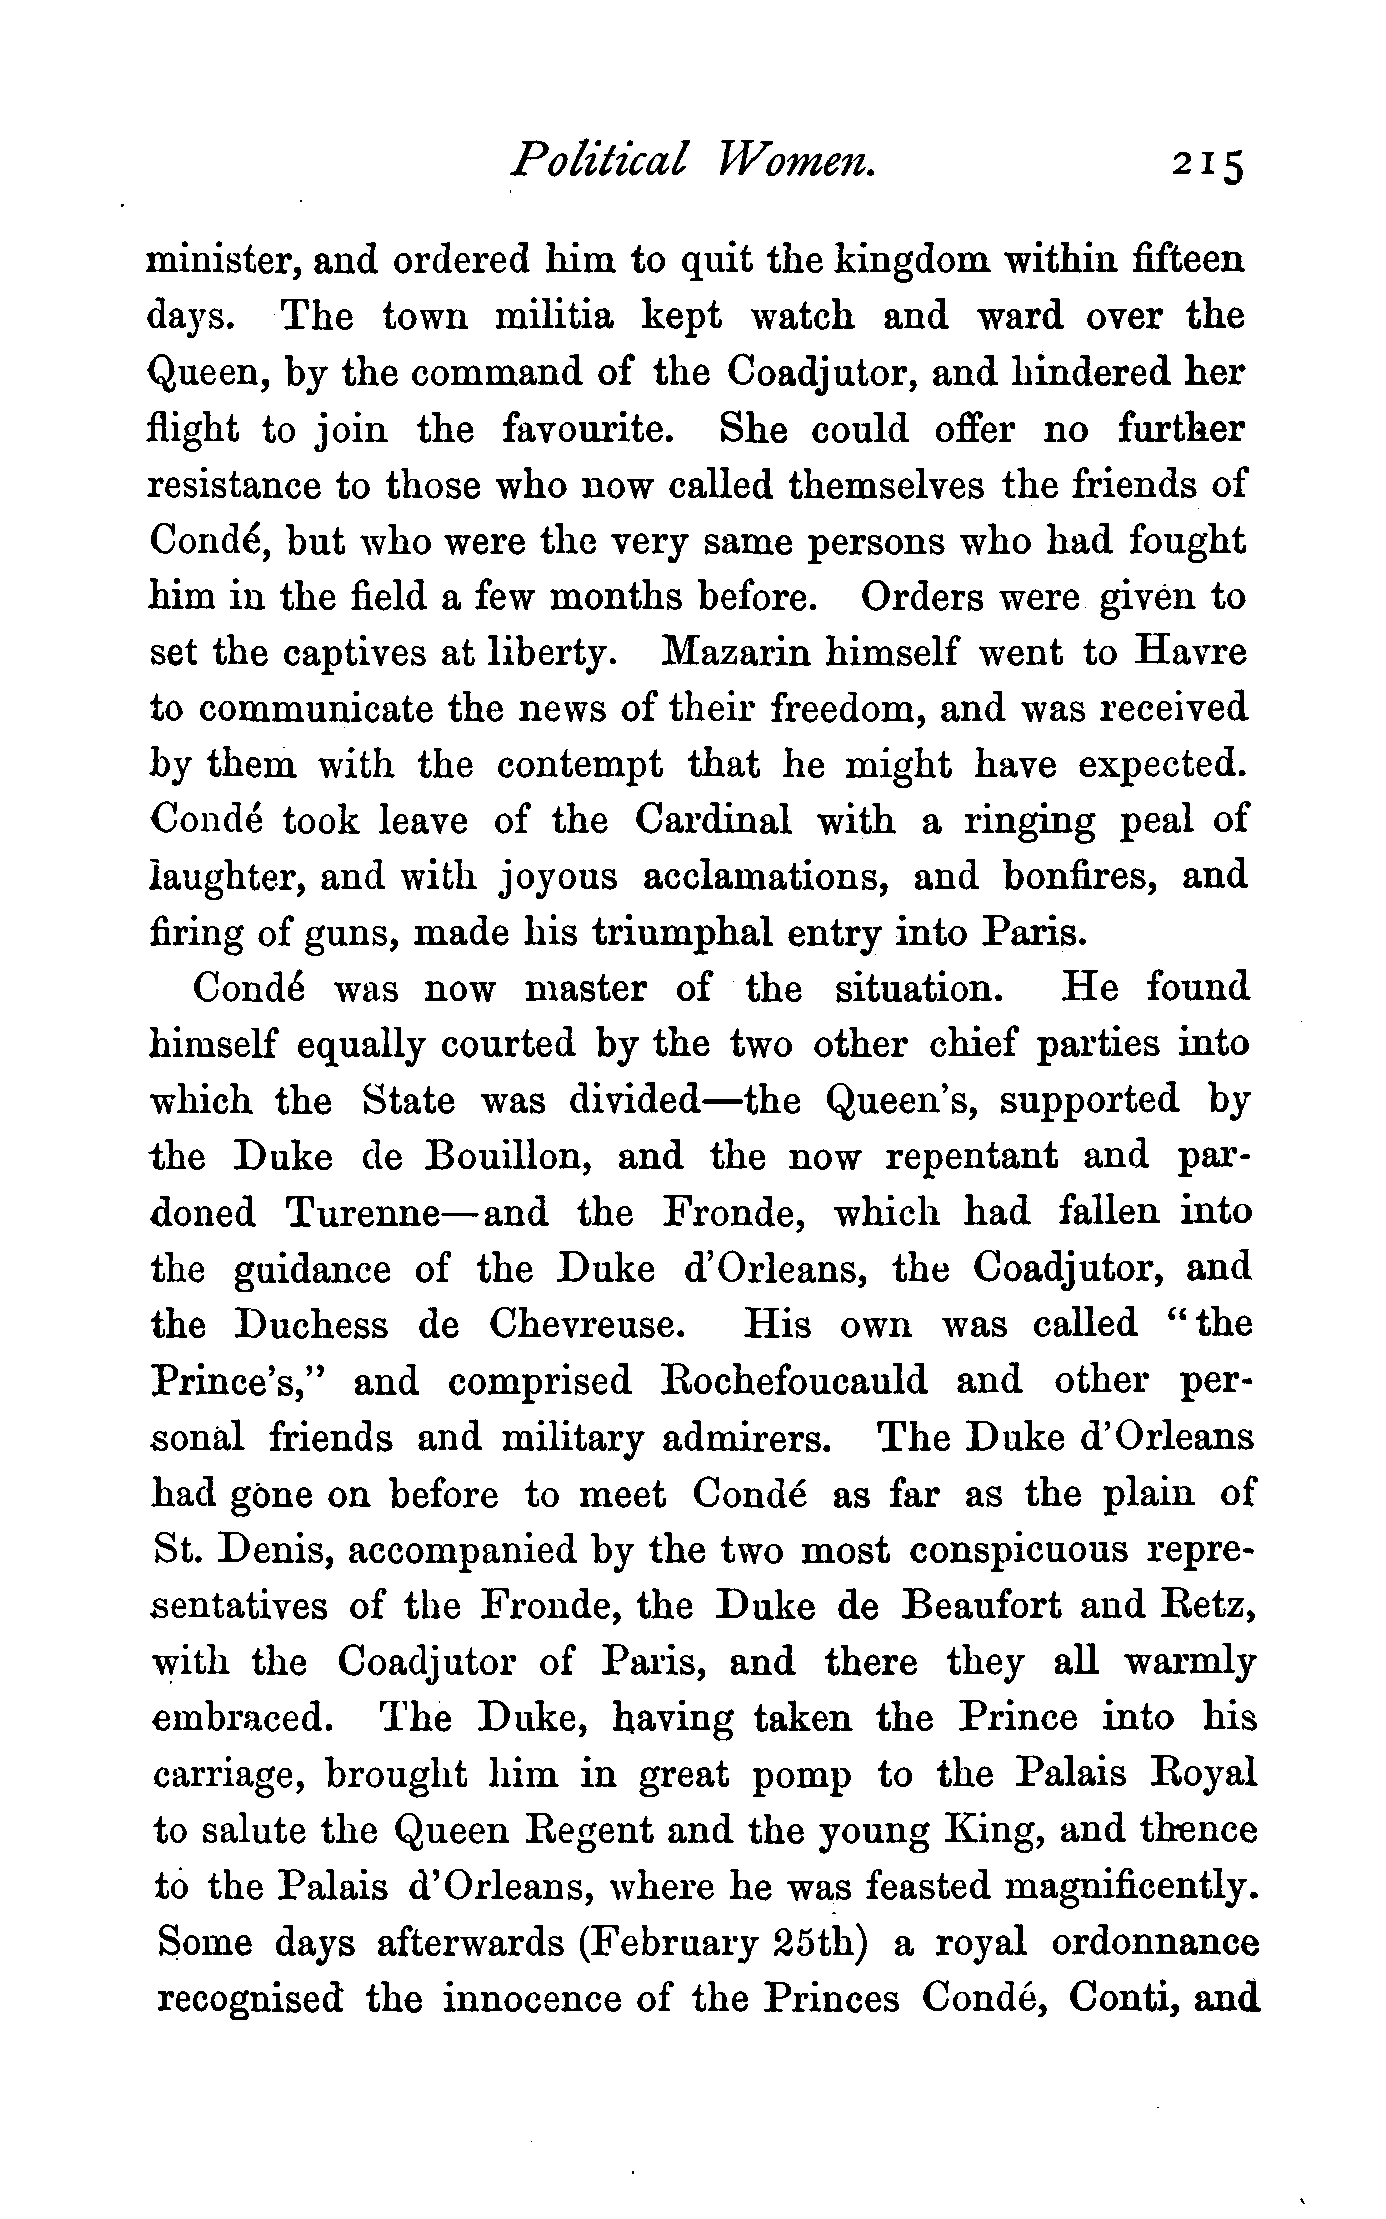 Political Women. 215
minister, and ordered him to quit the kingdom within fifteen
days. The town militia kept watch and ward over the
Queen, by the command of the Coadjutor, and hindered her
flight to join the favourite. She could offer no further
resistance to those who now called themselves the friends of
Condé, but who were the very same persons who had fought
him in the field a few months before. Orders were given to
set the captives at liberty. Mazarin himself went to Havre
to communicate the news of their freedom, and was received
by them with the contempt that he might have expected.
Condé took leave of the Cardinal with a ringing peal of
laughter, and with joyous acclamations, and bonfires, and
firing of guns, made his triumphal entry into Paris.
Condé was now master of the situation. He found
himself equally courted by the two other chief parties into
which the State was divided—the Queen's, supported by
the Duke de Bouillon, and the now repentant and par-
doned Turenne—and the Fronde, which had fallen into
the guidance of the Duke d'Orleans, the Coadjutor, and
the Duchess de Chevreuse. His own was called "the
Prince's," and comprised Rochefoucauld and other per-
sonal friends and military admirers. The Duke d'Orleans
had gone on before to meet Condé as far as the plain of
St. Denis, accompanied by the two most conspicuous repre-
sentatives of the Fronde, the Duke de Beaufort and Retz,
with the Coadjutor of Paris, and there they all warmly
embraced. The Duke, having taken the Prince into his
carriage, brought him in great pomp to the Palais Royal
to salute the Queen Regent and the young King, and thence
to the Palais d'Orleans, where he was feasted magnificently.
Some days afterwards (February 25th) a royal ordonnance
recognised the innocence of the Princes Condé, Conti, and